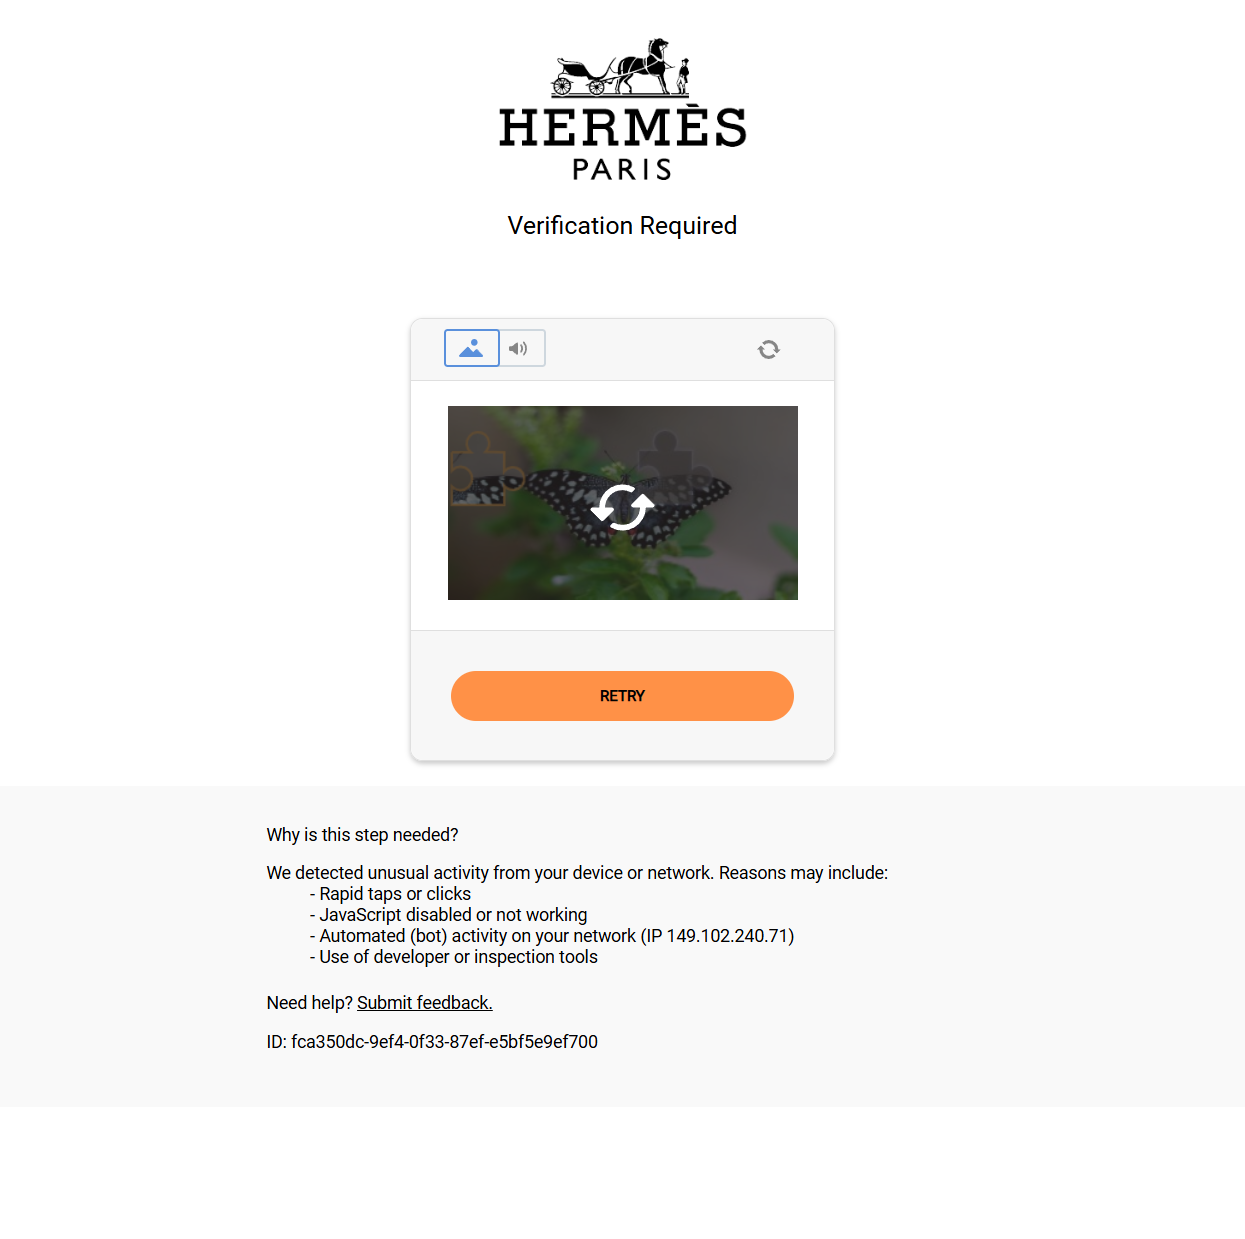 HERMÈS
PARIS
Verification Required
RETRY
Why is this step needed?
We detected unusual activity from your device or network. Reasons may include:
- Rapid taps or clicks
- JavaScript disabled or not working
- Automated (bot) activity on your network (IP 149.102.240.71)
- Use of developer or inspection tools
Need help? Submit feedback.
ID: fca350dc-9ef4-0f33-87ef-e5bf5e9ef700